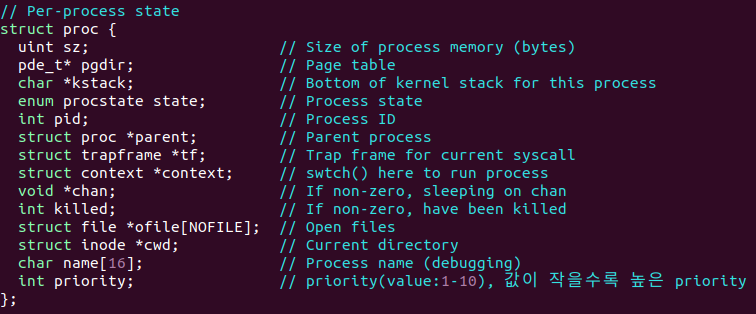 // Per-process state
struct proc {
  uint sz;                     // Size of process memory (bytes)
  pde_t* pgdir;                // Page table
  char *kstack;                // Bottom of kernel stack for this process
  enum procstate state;        // Process state
  int pid;                     // Process ID
  struct proc *parent;         // Parent process
  struct trapframe *tf;        // Trap frame for current syscall
  struct context *context;     // swtch() here to run process
  void *chan;                  // If non-zero, sleeping on chan
  int killed;                  // If non-zero, have been killed
  struct file *ofile[NOFILE];  // Open files
  struct inode *cwd;           // Current directory
  char name[16];               // Process name (debugging)
  int priority;                // priority(value:1-10), 값이 작을수록 높은 priority
};